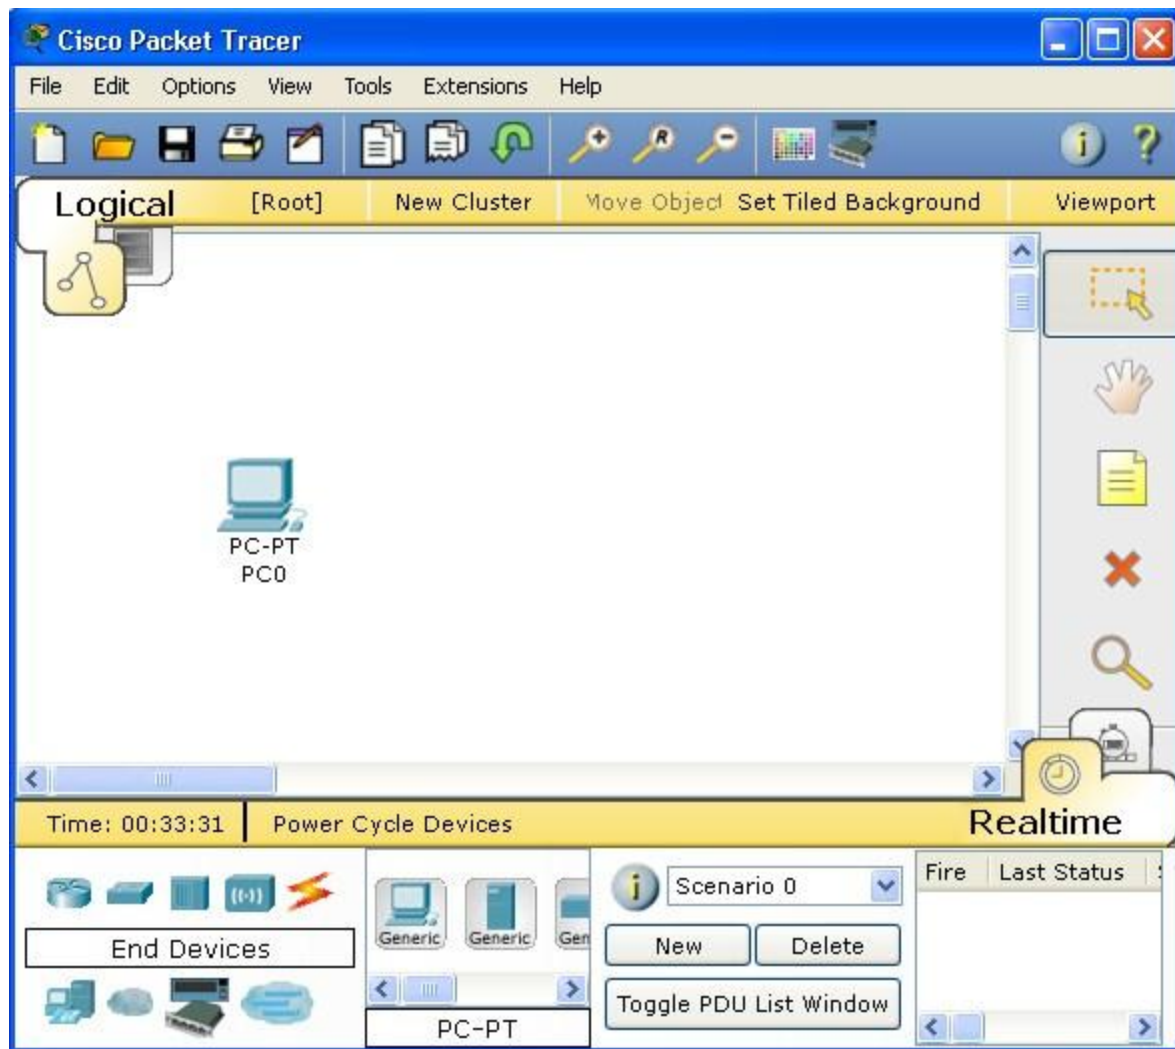 Cisco Packet Tracer
File Edit Options View Tools Extensions Help
Logical [Root] New Cluster Move Object Set Tiled Background Viewport
PC-PT
PC0
Time: 00:33:31 Power Cycle Devices Realtime
End Devices
Generic Generic Gen
PC-PT
Scenario 0
New Delete
Toggle PDU List Window
Fire Last Status